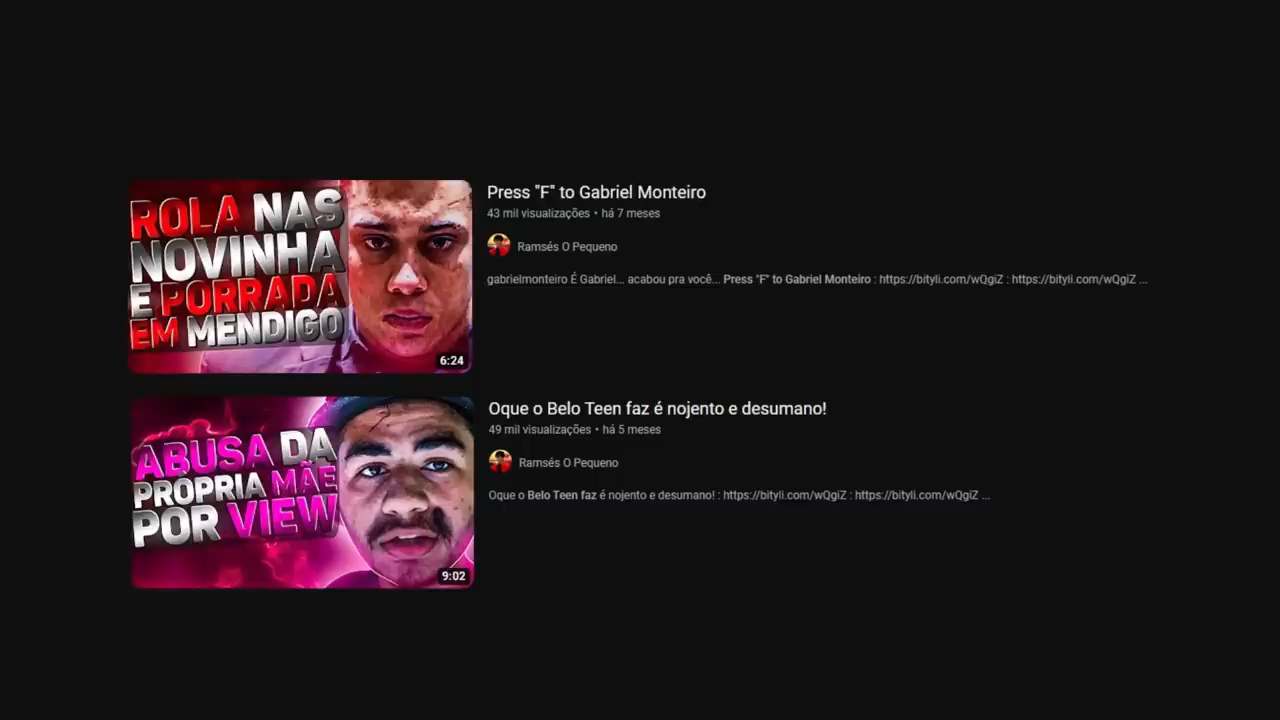 ROLA NAS
NOVINHA
E PORRADA
EM MENDIGO
6:24
Press "F" to Gabriel Monteiro
43 mil visualizações • há 7 meses
Ramsés O Pequeno
gabrielmonteiro É Gabriel... acabou pra você... Press "F" to Gabriel Monteiro : https://bityli.com/wQgiZ : https://bityli.com/wQgiZ ...
ABUSA DA
PRÓPRIA MÃE
POR VIEW
9:02
Oque o Belo Teen faz é nojento e desumano!
49 mil visualizações • há 5 meses
Ramsés O Pequeno
Oque o Belo Teen faz é nojento e desumano! : https://bityli.com/wQgiZ : https://bityli.com/wQgiZ ...